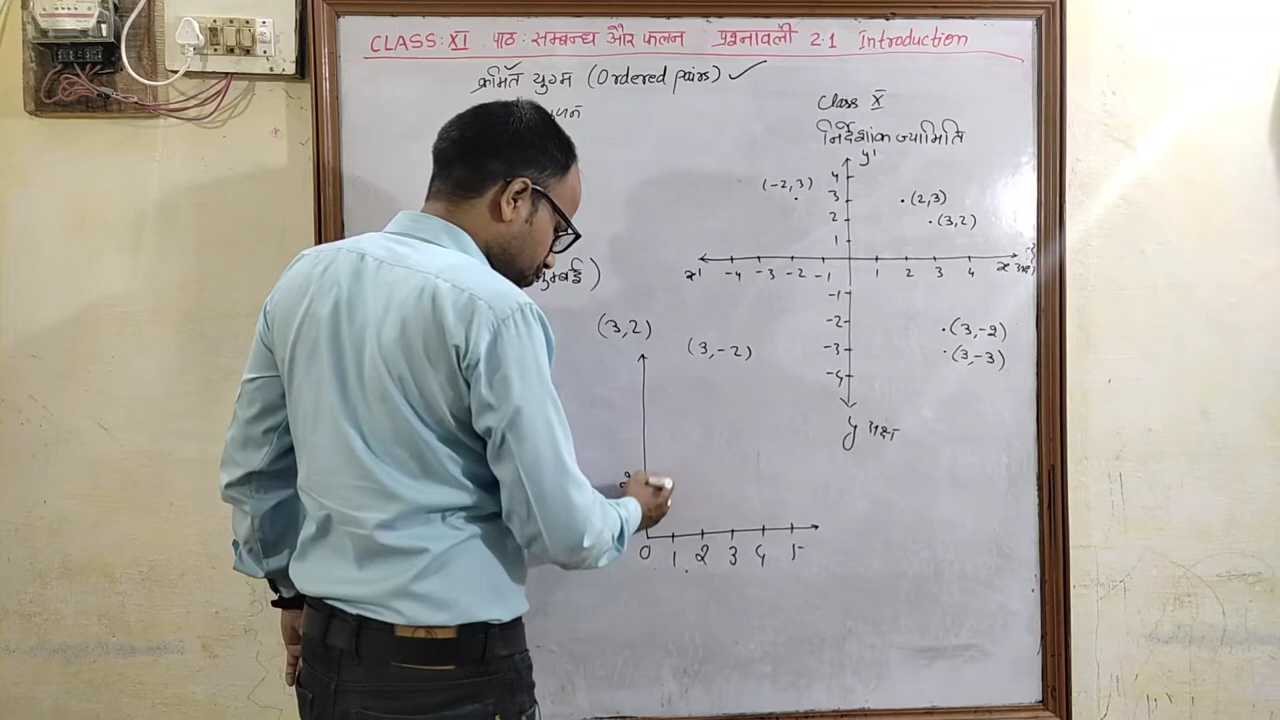 CLASS: XI पाठ : सम्बन्ध और फलन प्रश्नावली 2.1 Introduction
क्रमित युग्म (Ordered pairs) ✓
Class X
निर्देशांक ज्यामिति
y'
4
(-2,3) 3 (2,3)
2 (3,2)
1
x' -4 -3 -2 -1 1 2 3 4 x
-1
-2 (3,-2)
-3 (3,-3)
-4
y अक्ष
(3,2)
(3,-2)
0 1 2 3 4 5